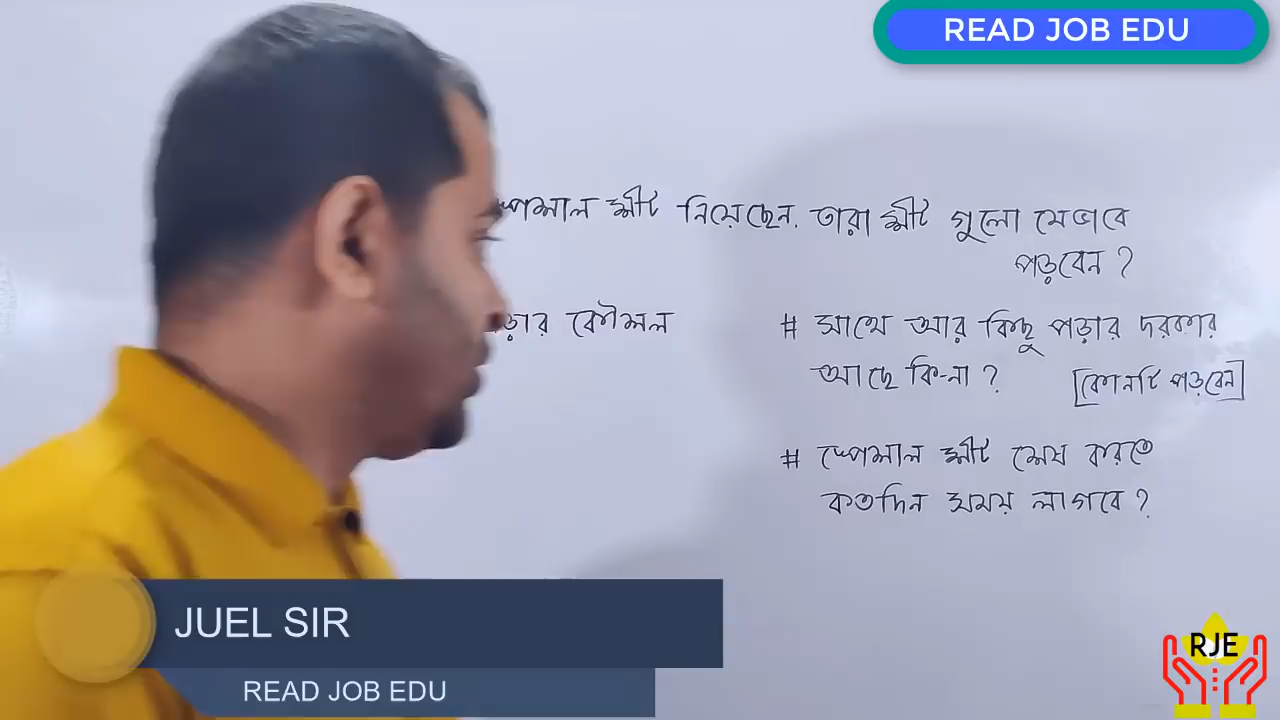 READ JOB EDU
স্পেশাল শীট নিয়েছেন, তারা শীট গুলো যেভাবে
পড়বেন ?
পড়ার কৌশল
# সাথে আর কিছু পড়ার দরকার
আছে কি-না ?
[কোনটি পড়বেন]
# স্পেশাল শীট শেষ করতে
কতদিন সময় লাগবে ?
JUEL SIR
READ JOB EDU
RJE